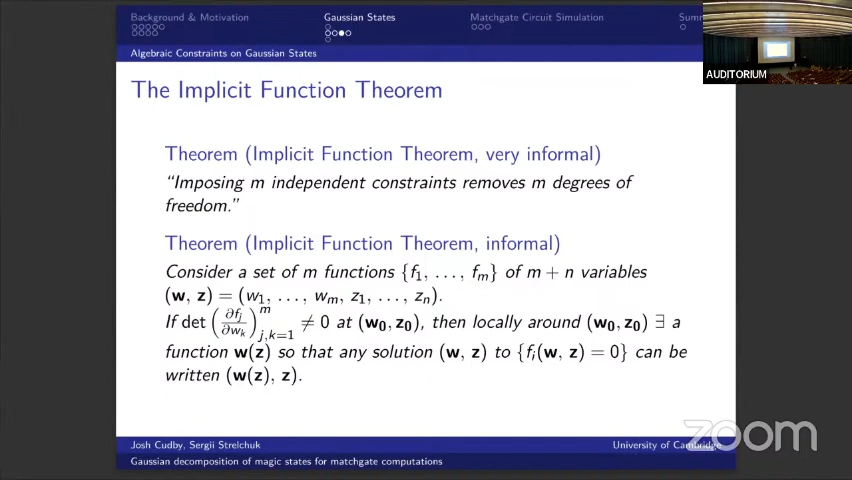 Background & Motivation
Gaussian States
Matchgate Circuit Simulation
Algebraic Constraints on Gaussian States
AUDITORIUM
The Implicit Function Theorem
Theorem (Implicit Function Theorem, very informal)
“Imposing m independent constraints removes m degrees of
freedom.”
Theorem (Implicit Function Theorem, informal)
Consider a set of m functions {f₁, …, fₘ} of m + n variables
(w, z) = (w₁, …, wₘ, z₁, …, zₙ).
If det (∂fⱼ/∂wₖ)ᵐⱼ,ₖ₌₁ ≠ 0 at (w₀, z₀), then locally around (w₀, z₀) ∃ a
function w(z) so that any solution (w, z) to {fᵢ(w, z) = 0} can be
written (w(z), z).
Josh Cudby, Sergii Strelchuk
University of Cambridge
Gaussian decomposition of magic states for matchgate computations
zoom